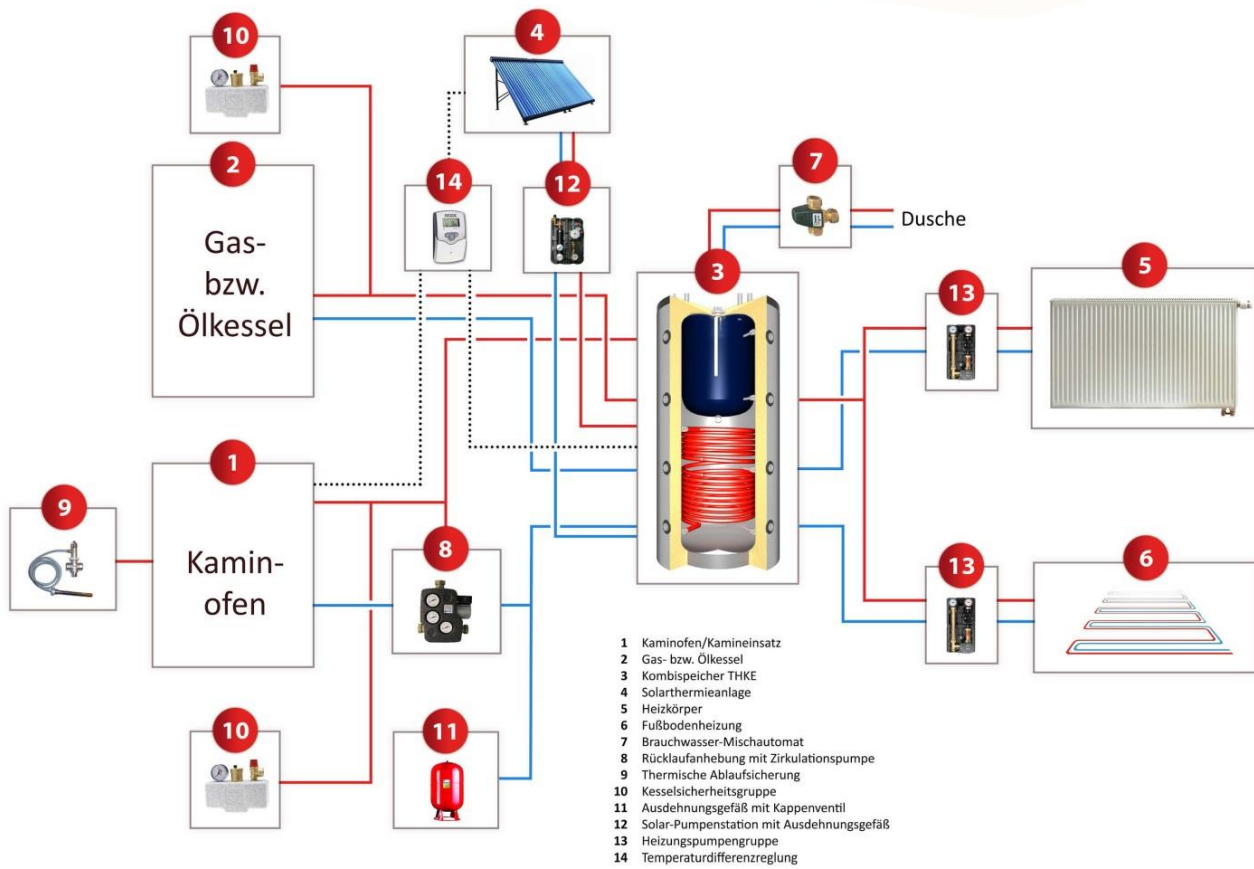 10
4
2
14
12
7
Dusche
Gas-
bzw.
Ölkessel
3
5
13
1
9
Kamin-
ofen
8
13
6
10
11
1 Kaminofen/Kamineinsatz
2 Gas- bzw. Ölkessel
3 Kombispeicher THKE
4 Solarthermieanlage
5 Heizkörper
6 Fußbodenheizung
7 Brauchwasser-Mischautomat
8 Rücklaufanhebung mit Zirkulationspumpe
9 Thermische Ablaufsicherung
10 Kesselsicherheitsgruppe
11 Ausdehnungsgefäß mit Kappenventil
12 Solar-Pumpenstation mit Ausdehnungsgefäß
13 Heizungspumpengruppe
14 Temperaturdifferenzreglung